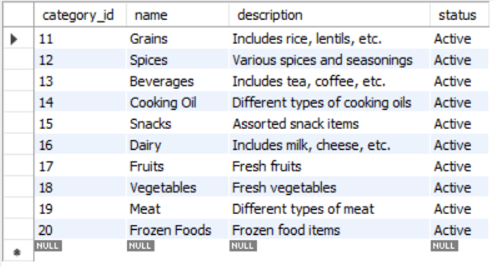 category_id name description status
11 Grains Includes rice, lentils, etc. Active
12 Spices Various spices and seasonings Active
13 Beverages Includes tea, coffee, etc. Active
14 Cooking Oil Different types of cooking oils Active
15 Snacks Assorted snack items Active
16 Dairy Includes milk, cheese, etc. Active
17 Fruits Fresh fruits Active
18 Vegetables Fresh vegetables Active
19 Meat Different types of meat Active
20 Frozen Foods Frozen food items Active
NULL NULL NULL NULL